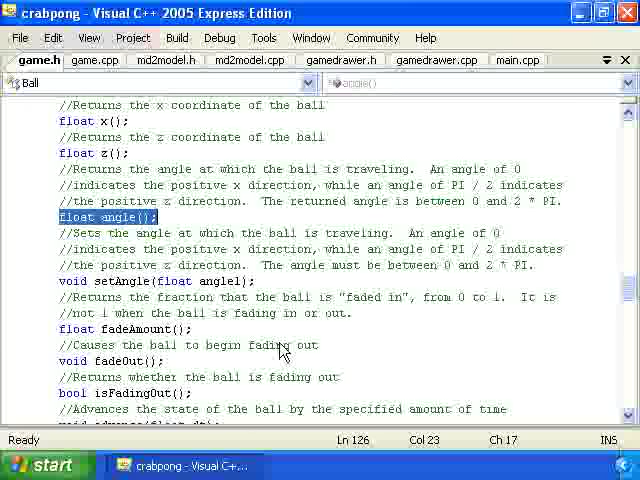 crabpong - Visual C++ 2005 Express Edition
File Edit View Project Build Debug Tools Window Community Help
game.h game.cpp md2model.h md2model.cpp gamedrawer.h gamedrawer.cpp main.cpp
Ball angle()
//Returns the x coordinate of the ball
float x();
//Returns the z coordinate of the ball
float z();
//Returns the angle at which the ball is traveling.  An angle of 0
//indicates the positive x direction, while an angle of PI / 2 indicates
//the positive z direction.  The returned angle is between 0 and 2 * PI.
float angle();
//Sets the angle at which the ball is traveling.  An angle of 0
//indicates the positive x direction, while an angle of PI / 2 indicates
//the positive z direction.  The angle must be between 0 and 2 * PI.
void setAngle(float angle1);
//Returns the fraction that the ball is "faded in", from 0 to 1.  It is
//not 1 when the ball is fading in or out.
float fadeAmount();
//Causes the ball to begin fading out
void fadeOut();
//Returns whether the ball is fading out
bool isFadingOut();
//Advances the state of the ball by the specified amount of time
void advance(float dt);
Ready Ln 126 Col 23 Ch 17 INS
start crabpong - Visual C+...